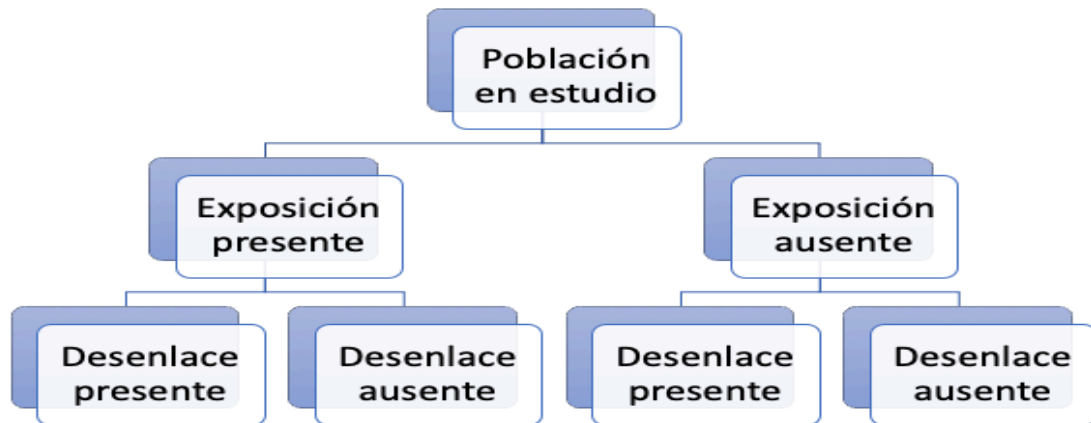 Población
en estudio
Exposición
presente
Exposición
ausente
Desenlace
presente
Desenlace
ausente
Desenlace
presente
Desenlace
ausente